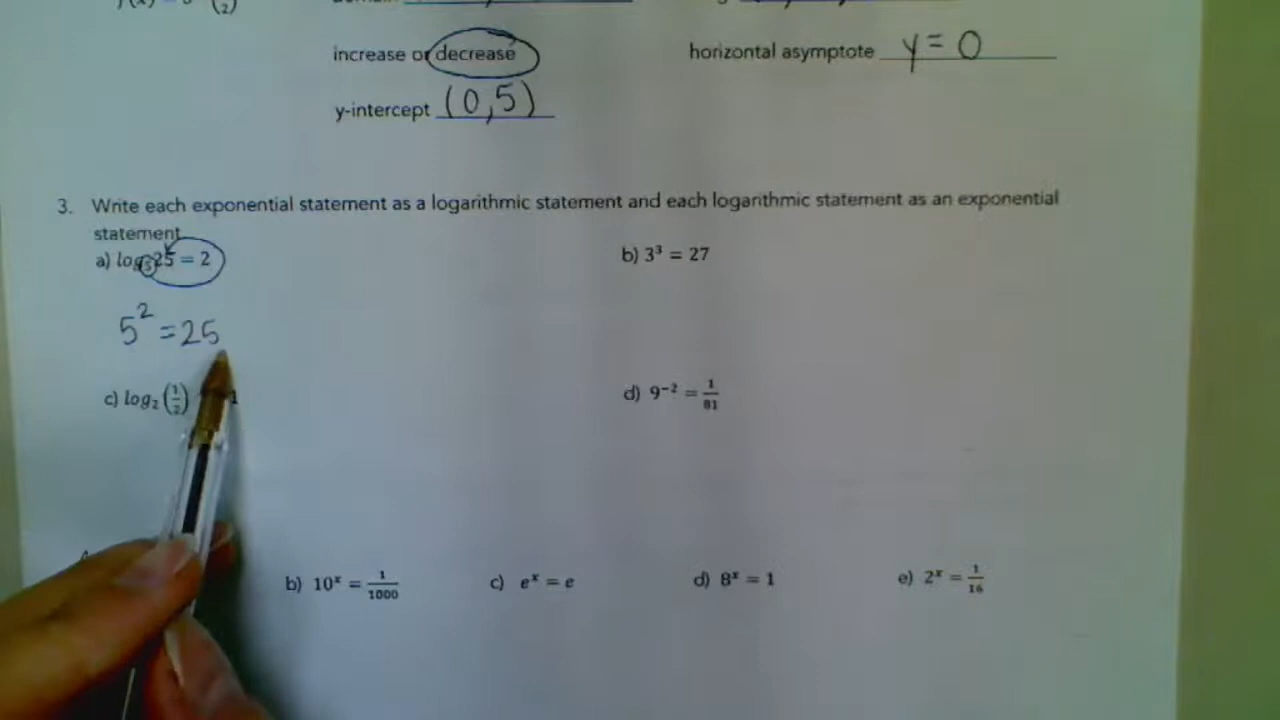 increase or decrease
horizontal asymptote y = 0
y-intercept (0,5)
3. Write each exponential statement as a logarithmic statement and each logarithmic statement as an exponential
statement.
a) log₅25 = 2
b) 3³ = 27
5² = 25
c) log₂(1/2)
d) 9⁻² = 1/81
b) 10ˣ = 1/1000
c) eˣ = e
d) 8ˣ = 1
e) 2ˣ = 1/16